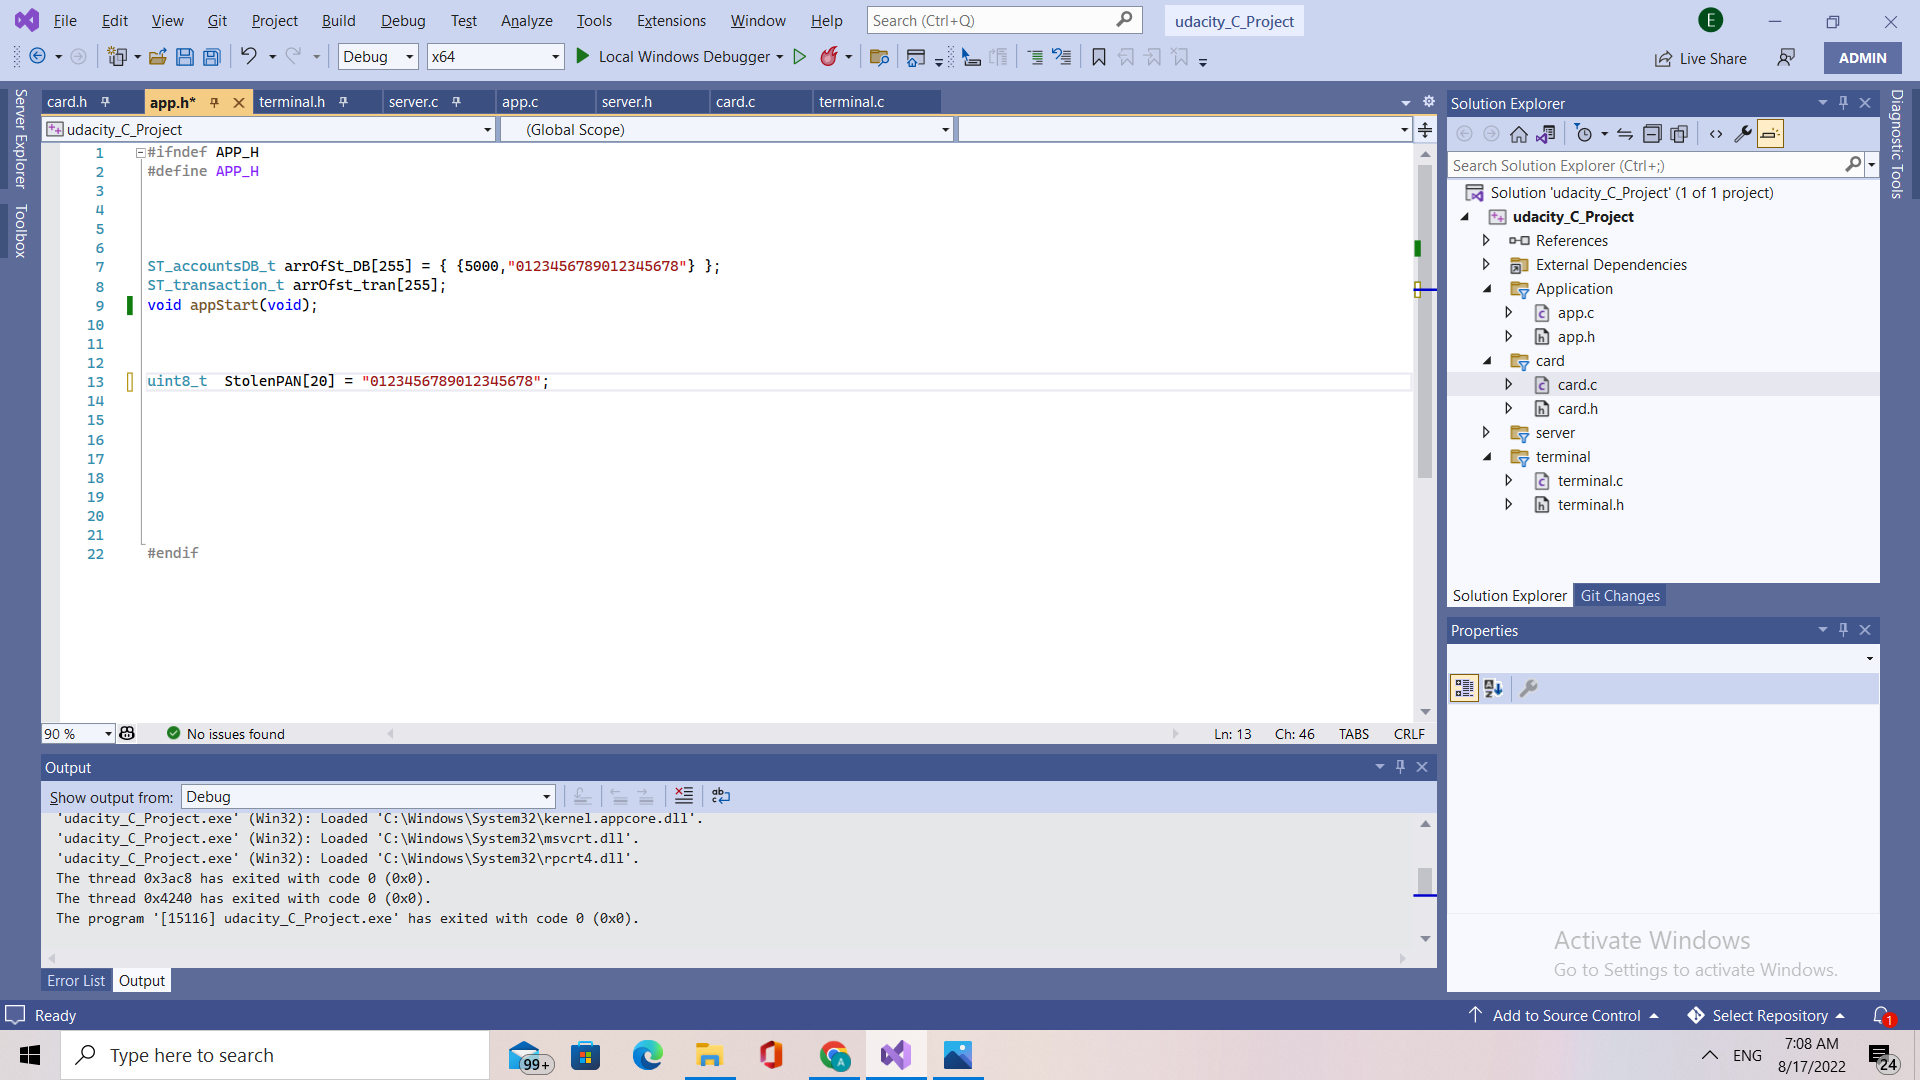 File Edit View Git Project Build Debug Test Analyze Tools Extensions Window Help Search (Ctrl+Q) udacity_C_Project E
Debug x64 Local Windows Debugger Live Share ADMIN
Server Explorer
Toolbox
card.h app.h* terminal.h server.c app.c server.h card.c terminal.c
udacity_C_Project (Global Scope)
1 #ifndef APP_H
2 #define APP_H
3
4
5
6
7 ST_accountsDB_t arrOfSt_DB[255] = { {5000,"0123456789012345678"} };
8 ST_transaction_t arrOfst_tran[255];
9 void appStart(void);
10
11
12
13 uint8_t  StolenPAN[20] = "0123456789012345678";
14
15
16
17
18
19
20
21
22 #endif
90 % No issues found Ln: 13 Ch: 46 TABS CRLF
Output
Show output from: Debug
'udacity_C_Project.exe' (Win32): Loaded 'C:\Windows\System32\kernel.appcore.dll'.
'udacity_C_Project.exe' (Win32): Loaded 'C:\Windows\System32\msvcrt.dll'.
'udacity_C_Project.exe' (Win32): Loaded 'C:\Windows\System32\rpcrt4.dll'.
The thread 0x3ac8 has exited with code 0 (0x0).
The thread 0x4240 has exited with code 0 (0x0).
The program '[15116] udacity_C_Project.exe' has exited with code 0 (0x0).
Error List Output
Solution Explorer
Search Solution Explorer (Ctrl+;)
Solution 'udacity_C_Project' (1 of 1 project)
udacity_C_Project
References
External Dependencies
Application
app.c
app.h
card
card.c
card.h
server
terminal
terminal.c
terminal.h
Solution Explorer Git Changes
Properties
Diagnostic Tools
Activate Windows
Go to Settings to activate Windows.
Ready Add to Source Control Select Repository 1
Type here to search 99+ A ENG 7:08 AM
8/17/2022 24